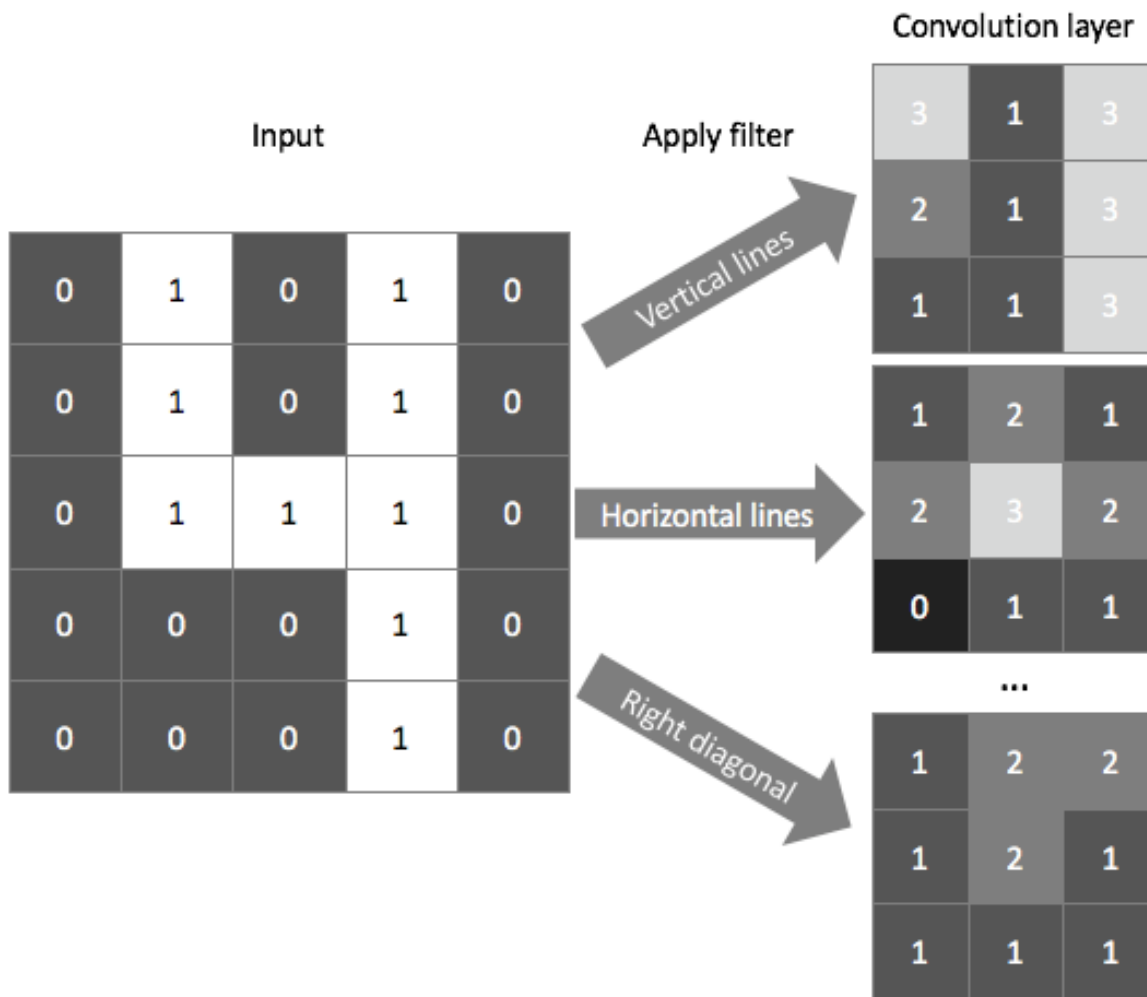 Convolution layer
Input
Apply filter
0 1 0 1 0
0 1 0 1 0
0 1 1 1 0
0 0 0 1 0
0 0 0 1 0
Vertical lines
Horizontal lines
Right diagonal
3 1 3
2 1 3
1 1 3
1 2 1
2 3 2
0 1 1
...
1 2 2
1 2 1
1 1 1